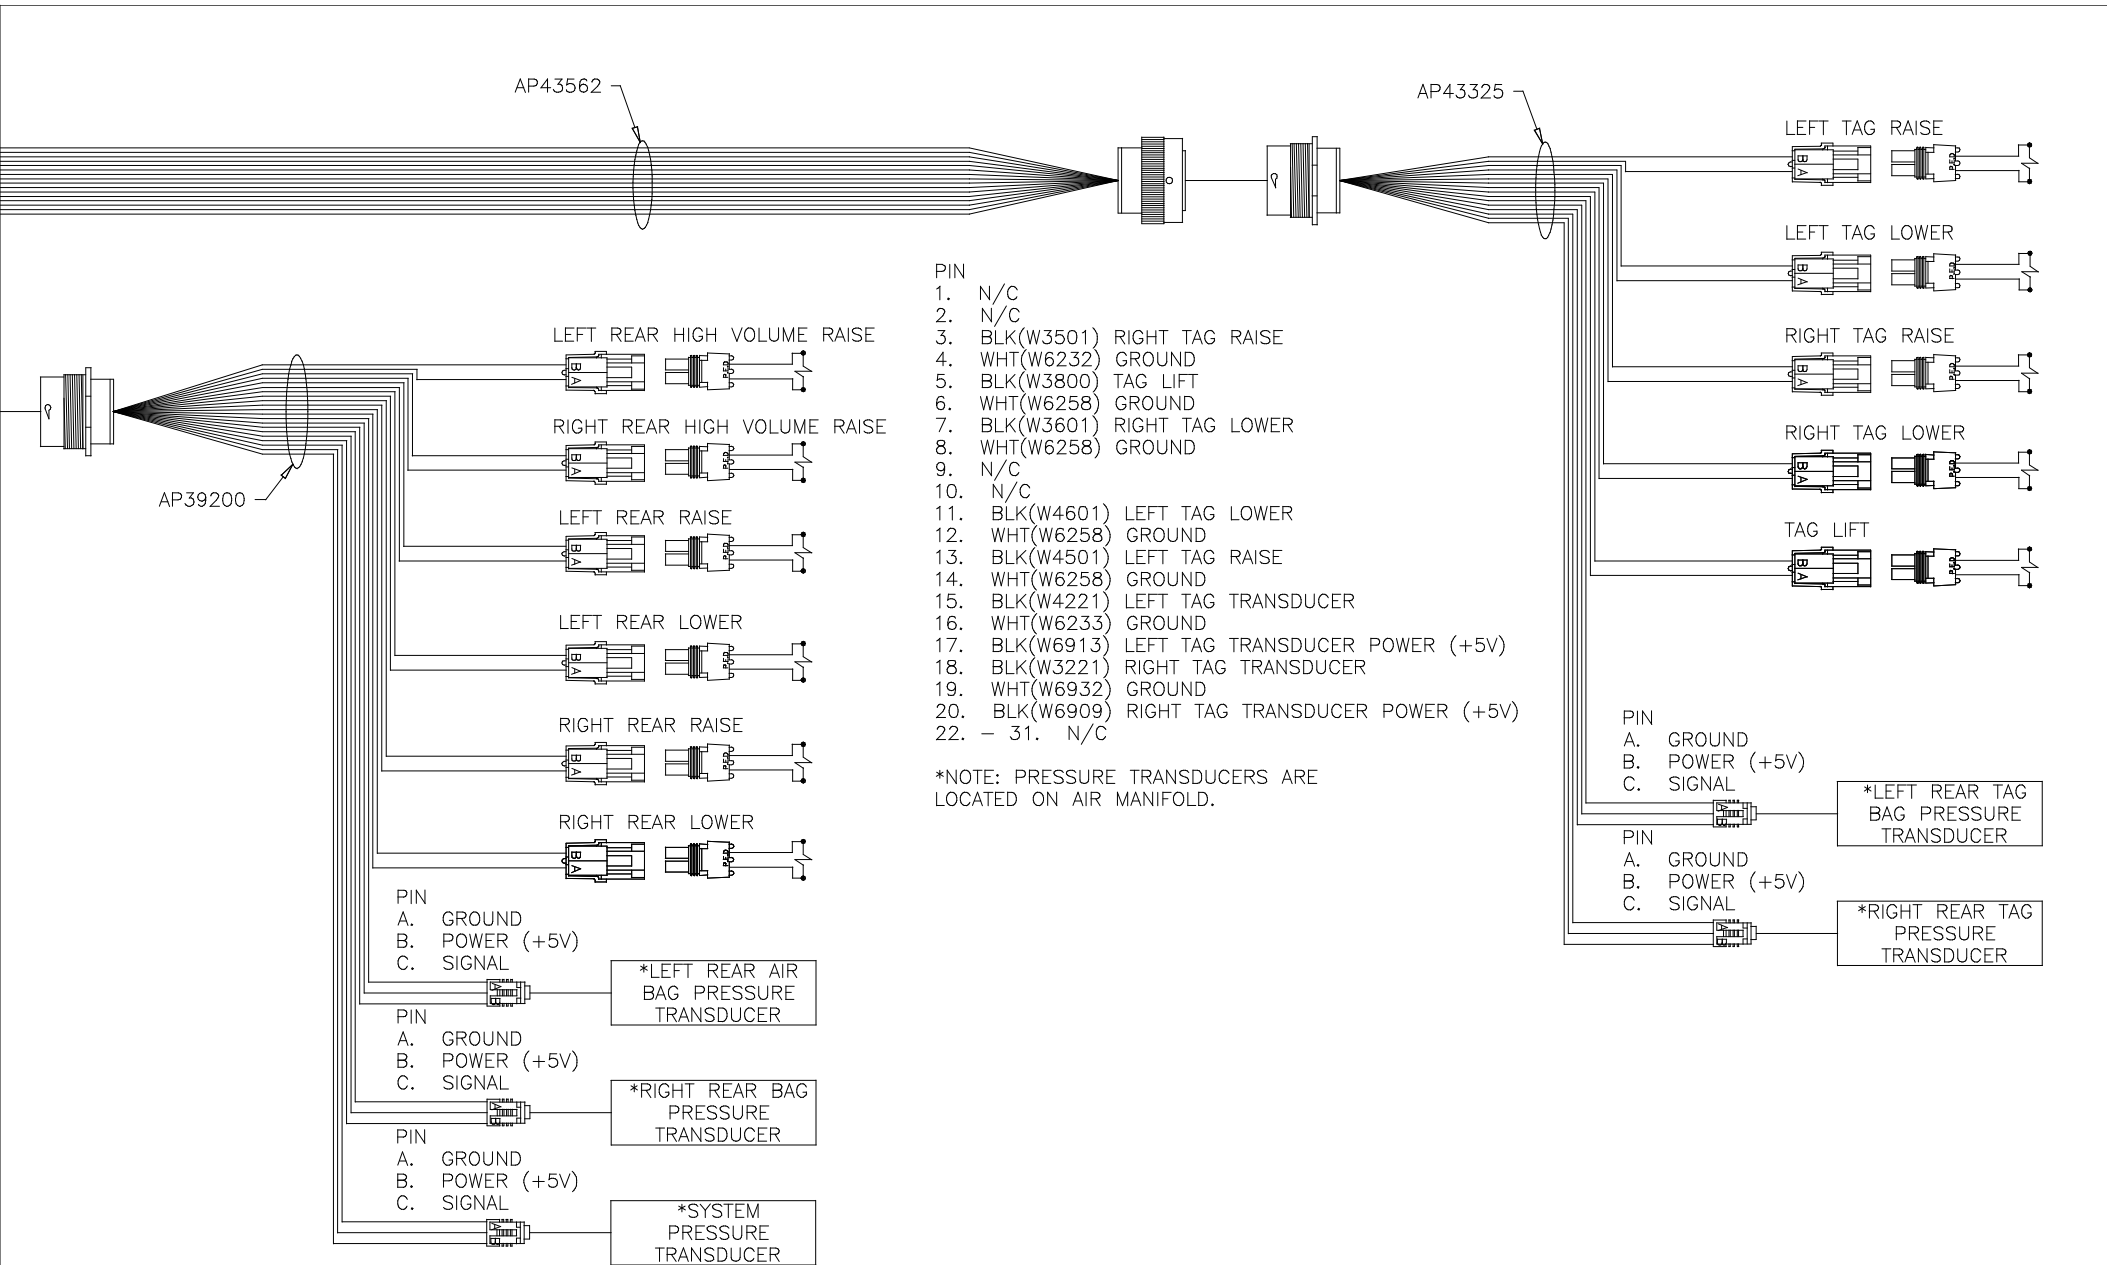 AP43562
AP43325
LEFT TAG RAISE
B
A
LEFT TAG LOWER
B
A
RIGHT TAG RAISE
B
A
RIGHT TAG LOWER
B
A
TAG LIFT
B
A
PIN
1. N/C
2. N/C
3. BLK(W3501) RIGHT TAG RAISE
4. WHT(W6232) GROUND
5. BLK(W3800) TAG LIFT
6. WHT(W6258) GROUND
7. BLK(W3601) RIGHT TAG LOWER
8. WHT(W6258) GROUND
9. N/C
10. N/C
11. BLK(W4601) LEFT TAG LOWER
12. WHT(W6258) GROUND
13. BLK(W4501) LEFT TAG RAISE
14. WHT(W6258) GROUND
15. BLK(W4221) LEFT TAG TRANSDUCER
16. WHT(W6233) GROUND
17. BLK(W6913) LEFT TAG TRANSDUCER POWER (+5V)
18. BLK(W3221) RIGHT TAG TRANSDUCER
19. WHT(W6932) GROUND
20. BLK(W6909) RIGHT TAG TRANSDUCER POWER (+5V)
22. – 31. N/C
*NOTE: PRESSURE TRANSDUCERS ARE
LOCATED ON AIR MANIFOLD.
AP39200
LEFT REAR HIGH VOLUME RAISE
B
A
RIGHT REAR HIGH VOLUME RAISE
B
A
LEFT REAR RAISE
B
A
LEFT REAR LOWER
B
A
RIGHT REAR RAISE
B
A
RIGHT REAR LOWER
B
A
PIN
A. GROUND
B. POWER (+5V)
C. SIGNAL
A
B
*LEFT REAR AIR
BAG PRESSURE
TRANSDUCER
PIN
A. GROUND
B. POWER (+5V)
C. SIGNAL
A
B
*RIGHT REAR BAG
PRESSURE
TRANSDUCER
PIN
A. GROUND
B. POWER (+5V)
C. SIGNAL
A
B
*SYSTEM
PRESSURE
TRANSDUCER
PIN
A. GROUND
B. POWER (+5V)
C. SIGNAL
A
B
*LEFT REAR TAG
BAG PRESSURE
TRANSDUCER
PIN
A. GROUND
B. POWER (+5V)
C. SIGNAL
A
B
*RIGHT REAR TAG
PRESSURE
TRANSDUCER